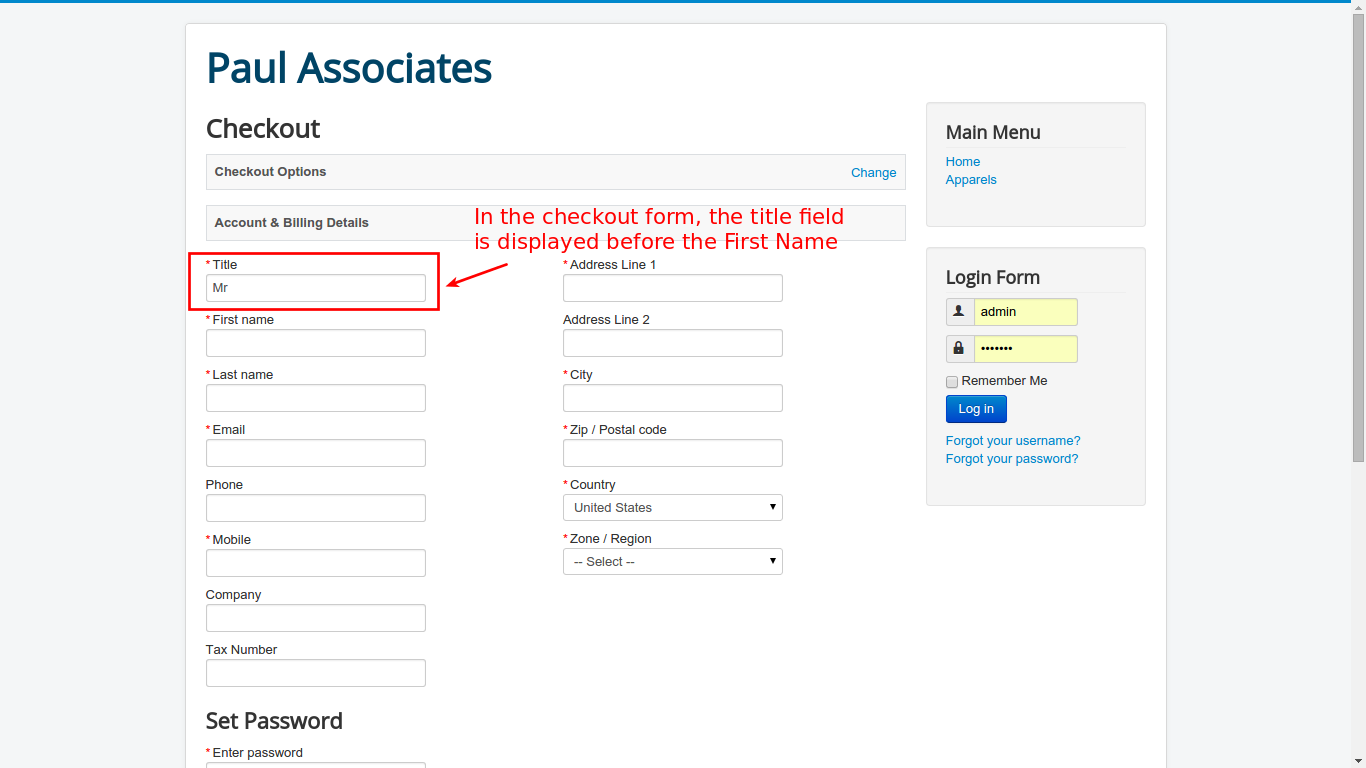 Paul Associates
Checkout
Checkout Options
Change
Account & Billing Details
In the checkout form, the title field
is displayed before the First Name
* Title
Mr
* First name
* Last name
* Email
Phone
* Mobile
Company
Tax Number
* Address Line 1
Address Line 2
* City
* Zip / Postal code
* Country
United States
* Zone / Region
-- Select --
Set Password
* Enter password
Main Menu
Home
Apparels
Login Form
admin
•••••••
Remember Me
Log in
Forgot your username?
Forgot your password?